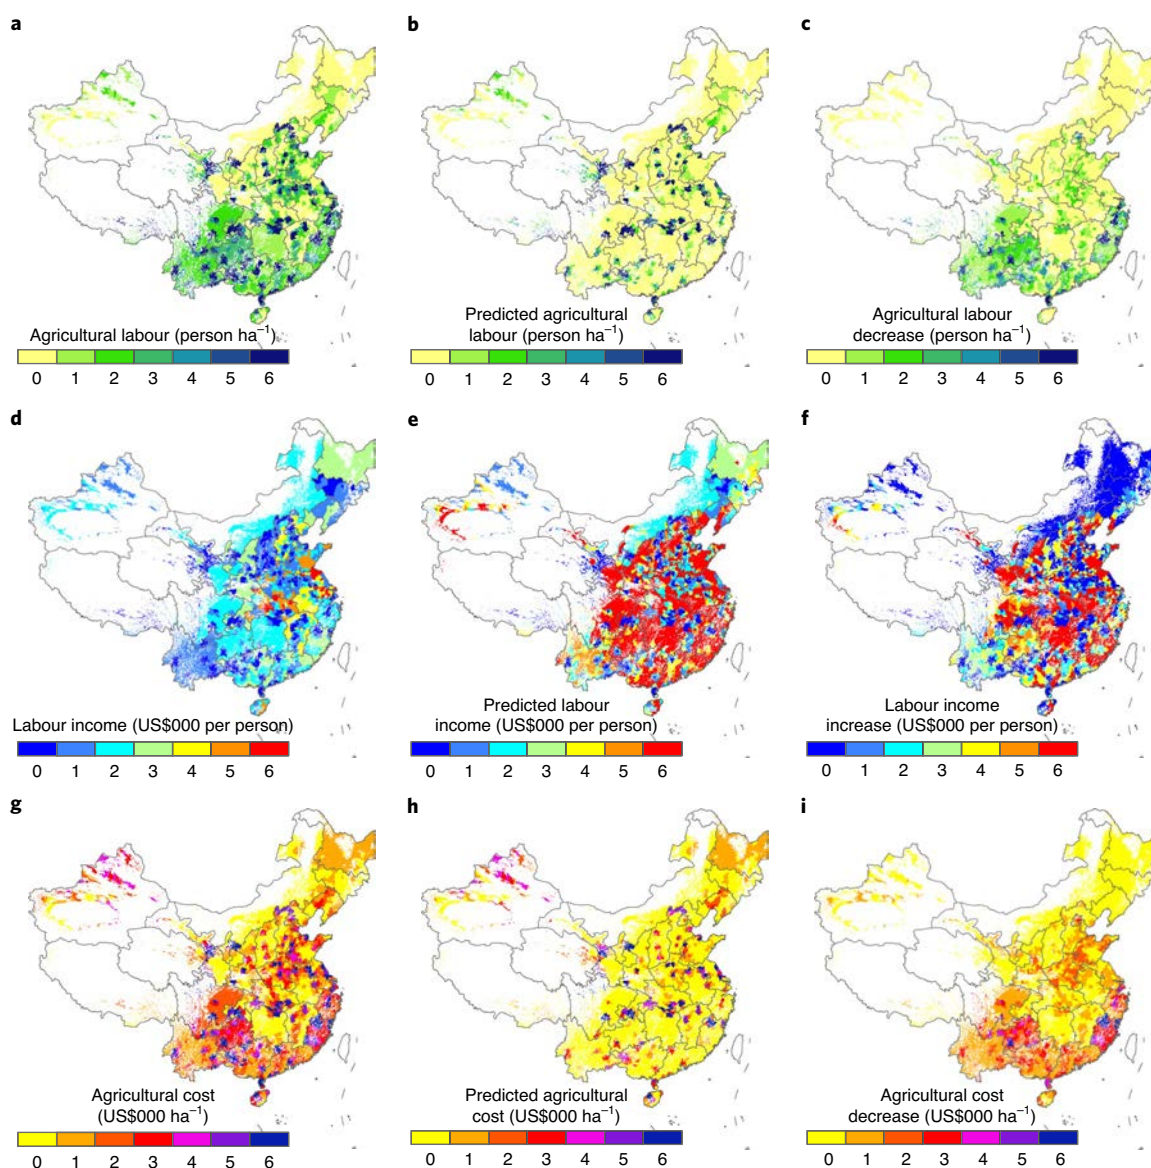 a
b
c
Agricultural labour (person ha⁻¹)
0 1 2 3 4 5 6
Predicted agricultural
labour (person ha⁻¹)
0 1 2 3 4 5 6
Agricultural labour
decrease (person ha⁻¹)
0 1 2 3 4 5 6
d
e
f
Labour income (US$000 per person)
0 1 2 3 4 5 6
Predicted labour
income (US$000 per person)
0 1 2 3 4 5 6
Labour income
increase (US$000 per person)
0 1 2 3 4 5 6
g
h
i
Agricultural cost
(US$000 ha⁻¹)
0 1 2 3 4 5 6
Predicted agricultural
cost (US$000 ha⁻¹)
0 1 2 3 4 5 6
Agricultural cost
decrease (US$000 ha⁻¹)
0 1 2 3 4 5 6